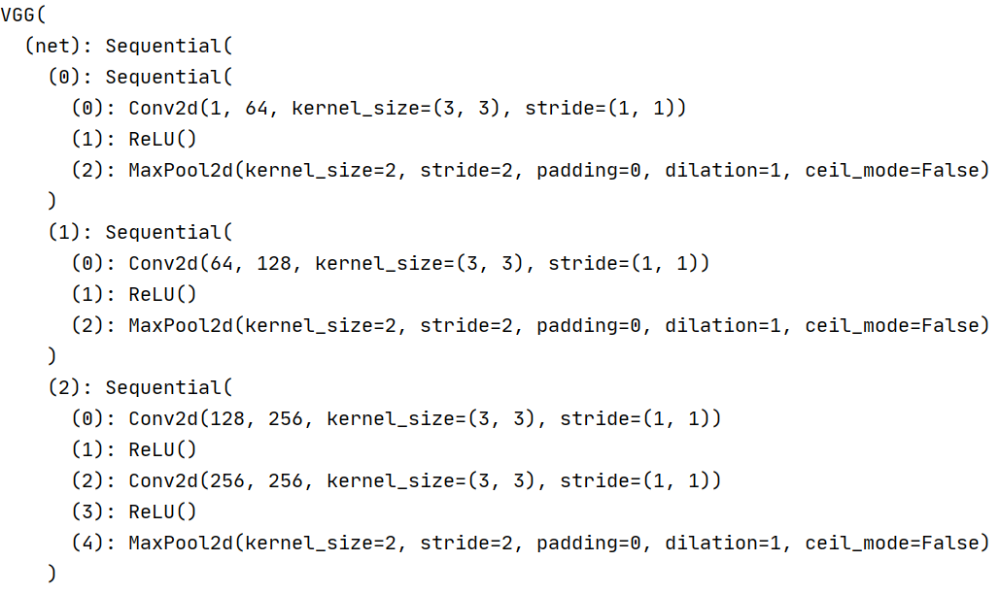 VGG(
  (net): Sequential(
    (0): Sequential(
      (0): Conv2d(1, 64, kernel_size=(3, 3), stride=(1, 1))
      (1): ReLU()
      (2): MaxPool2d(kernel_size=2, stride=2, padding=0, dilation=1, ceil_mode=False)
    )
    (1): Sequential(
      (0): Conv2d(64, 128, kernel_size=(3, 3), stride=(1, 1))
      (1): ReLU()
      (2): MaxPool2d(kernel_size=2, stride=2, padding=0, dilation=1, ceil_mode=False)
    )
    (2): Sequential(
      (0): Conv2d(128, 256, kernel_size=(3, 3), stride=(1, 1))
      (1): ReLU()
      (2): Conv2d(256, 256, kernel_size=(3, 3), stride=(1, 1))
      (3): ReLU()
      (4): MaxPool2d(kernel_size=2, stride=2, padding=0, dilation=1, ceil_mode=False)
    )